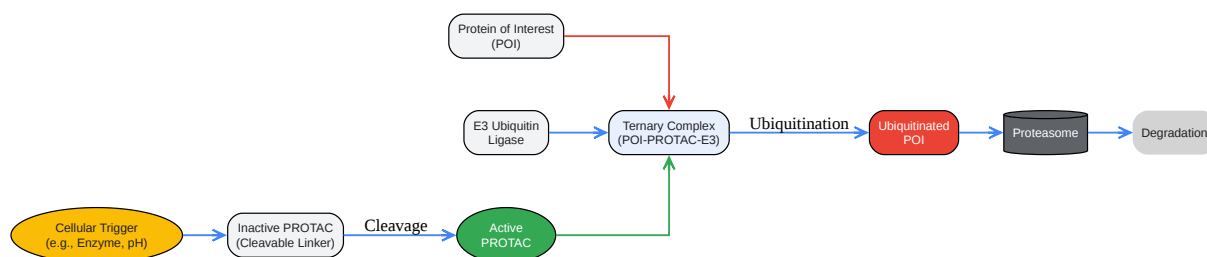 Protein of Interest
(POI)
E3 Ubiquitin
Ligase
Ternary Complex
(POI-PROTAC-E3)
Ubiquitination
Ubiquitinated
POI
Proteasome
Degradation
Cellular Trigger
(e.g., Enzyme, pH)
Inactive PROTAC
(Cleavable Linker)
Cleavage
Active
PROTAC